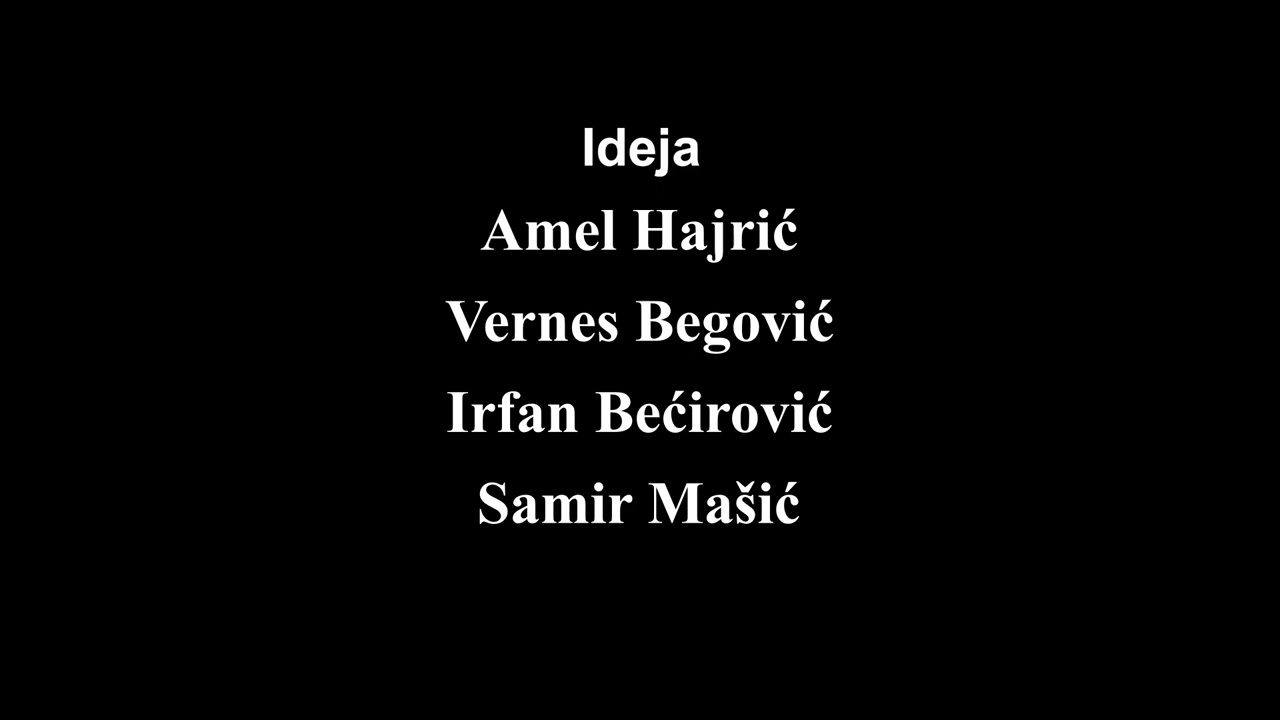 Ideja
Amel Hajrić
Vernes Begović
Irfan Bećirović
Samir Mašić